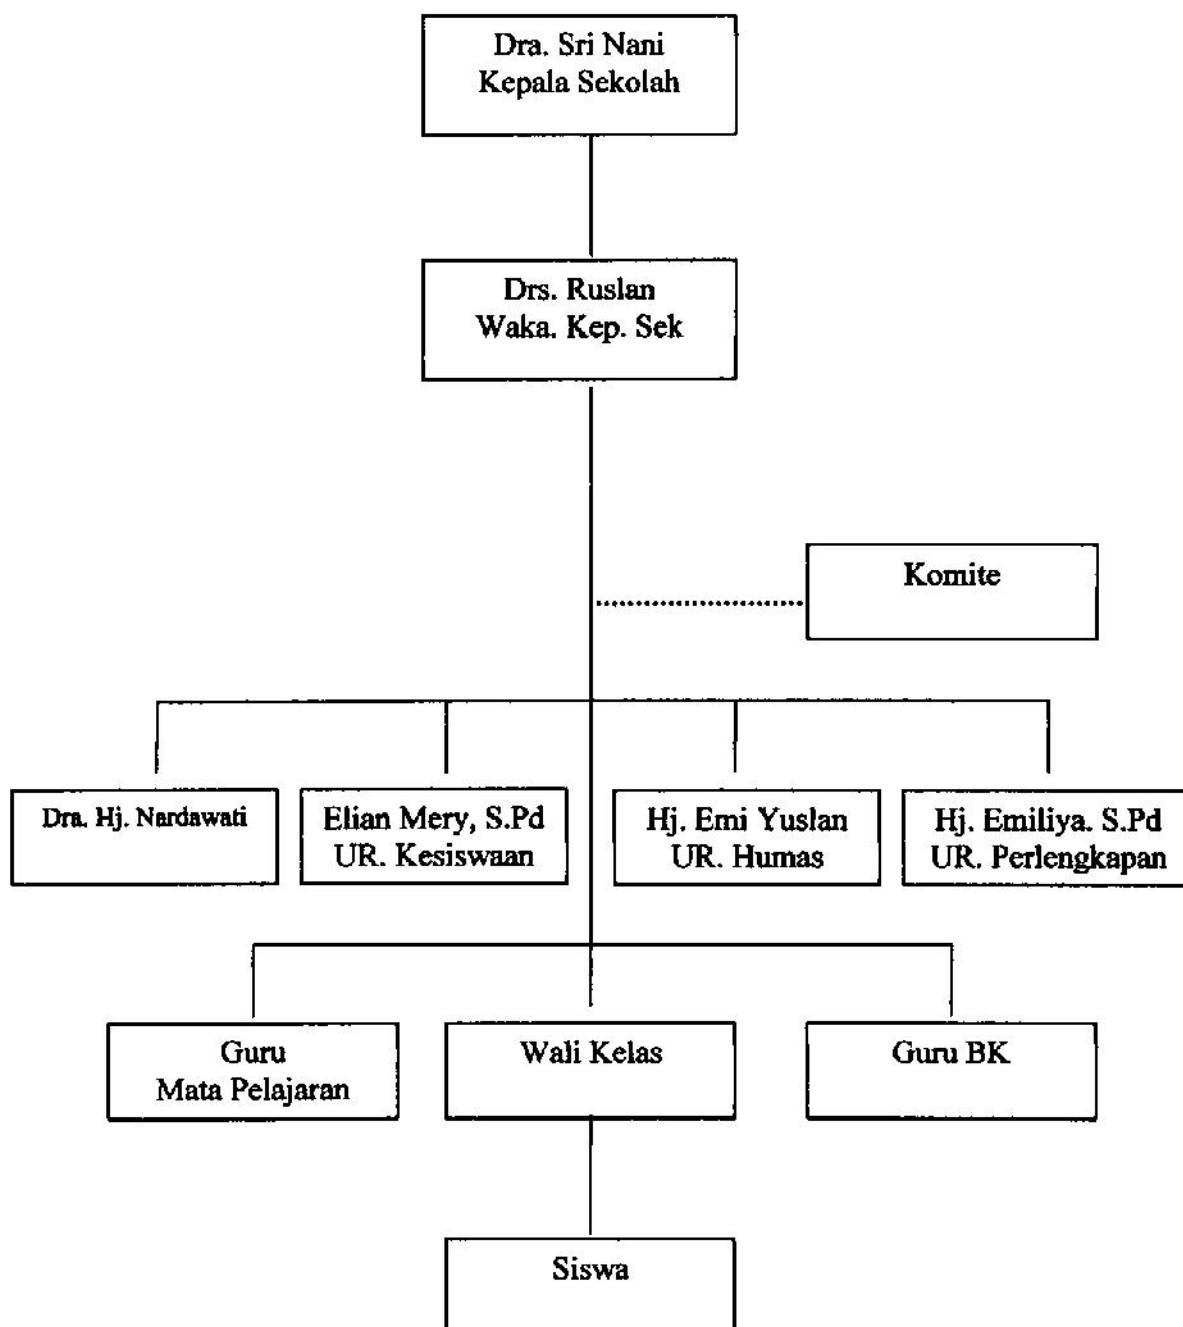 Dra. Sri Nani
Kepala Sekolah
Drs. Ruslan
Waka. Kep. Sek
Komite
Dra. Hj. Nardawati
Elian Mery, S.Pd
UR. Kesiswaan
Hj. Emi Yuslan
UR. Humas
Hj. Emiliya. S.Pd
UR. Perlengkapan
Guru
Mata Pelajaran
Wali Kelas
Guru BK
Siswa